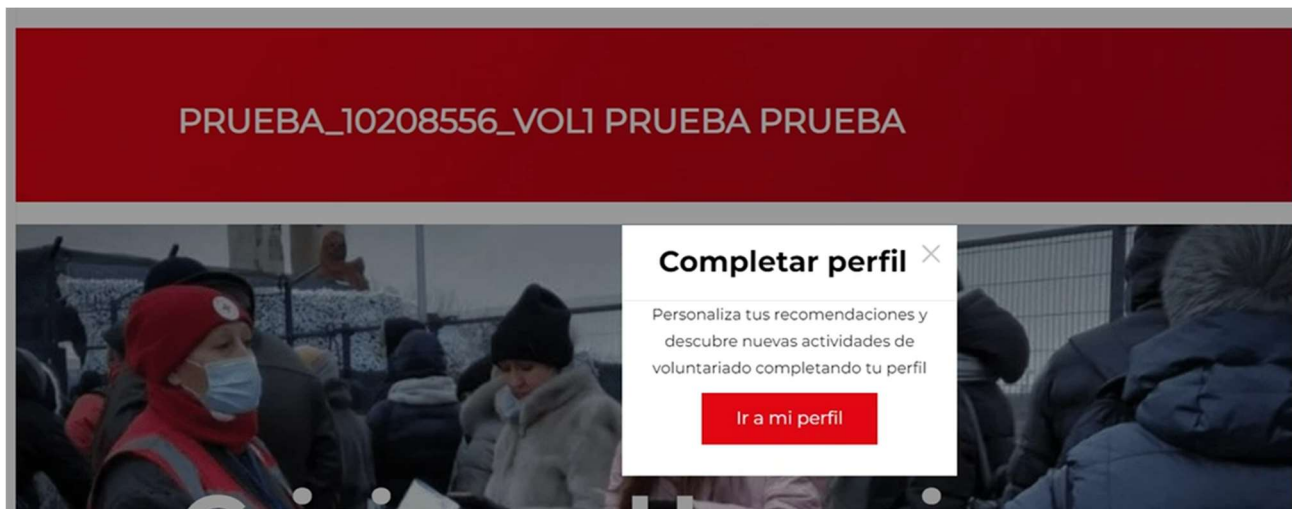 PRUEBA_10208556_VOL1 PRUEBA PRUEBA
Completar perfil
Personaliza tus recomendaciones y
descubre nuevas actividades de
voluntariado completando tu perfil
Ir a mi perfil